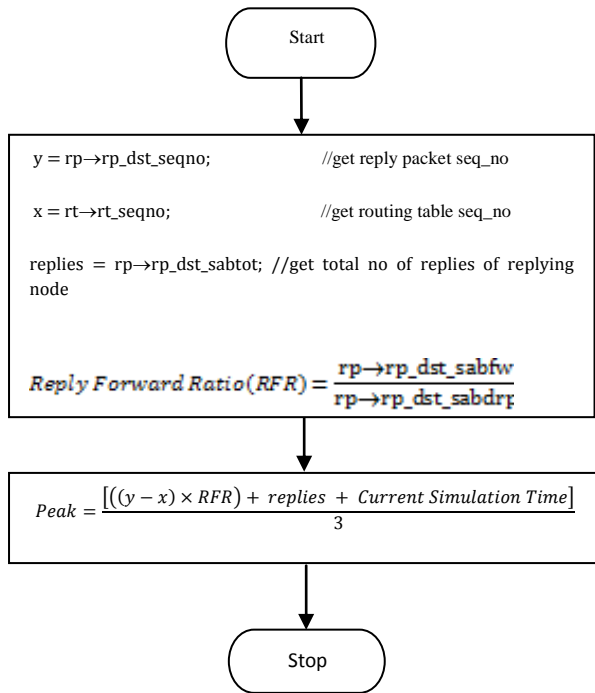 Start
y = rp→rp_dst_seqno; //get reply packet seq_no
x = rt→rt_seqno; //get routing table seq_no
replies = rp→rp_dst_sabtot; //get total no of replies of replying
node
Reply Forward Ratio(RFR) = rp→rp_dst_sabfw / rp→rp_dst_sabdrp
Peak = [((y − x) × RFR) + replies + Current Simulation Time] / 3
Stop